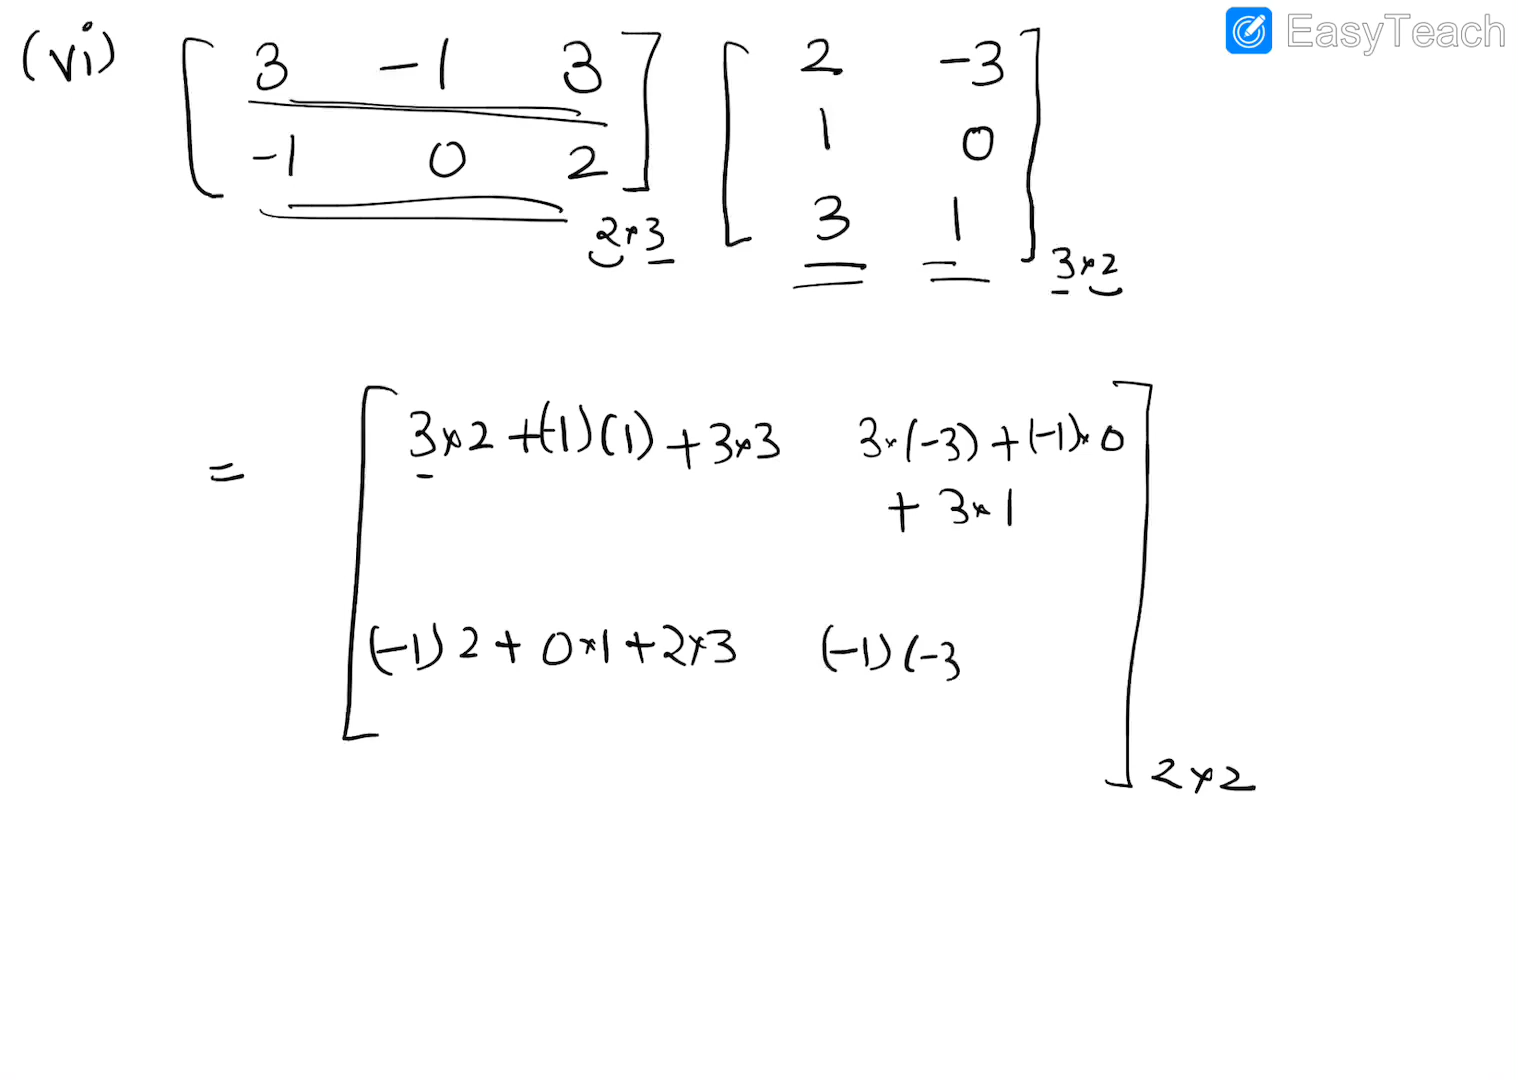 EasyTeach
(vi) [ 3 -1 3 ] [ 2 -3 ]
-1 0 2 1 0
2×3 3 1
3×2
= [ 3×2 +(-1)(1) +3×3 3×(-3) +(-1)×0
+ 3×1
(-1) 2 + 0×1 +2×3 (-1) (-3 ]
2×2